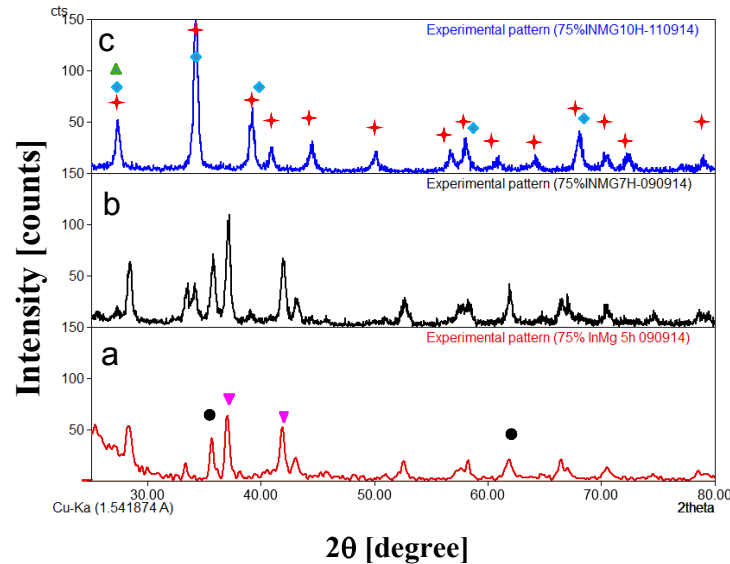 cts
150
c
Experimental pattern (75%INMG10H-110914)
100
50
150
Experimental pattern (75%INMG7H-090914)
b
100
50
150
Experimental pattern (75% InMg 5h 090914)
a
100
50
30.00 40.00 50.00 60.00 70.00 80.00
Cu-Ka (1.541874 A) 2theta
2θ [degree]
Intensity [counts]